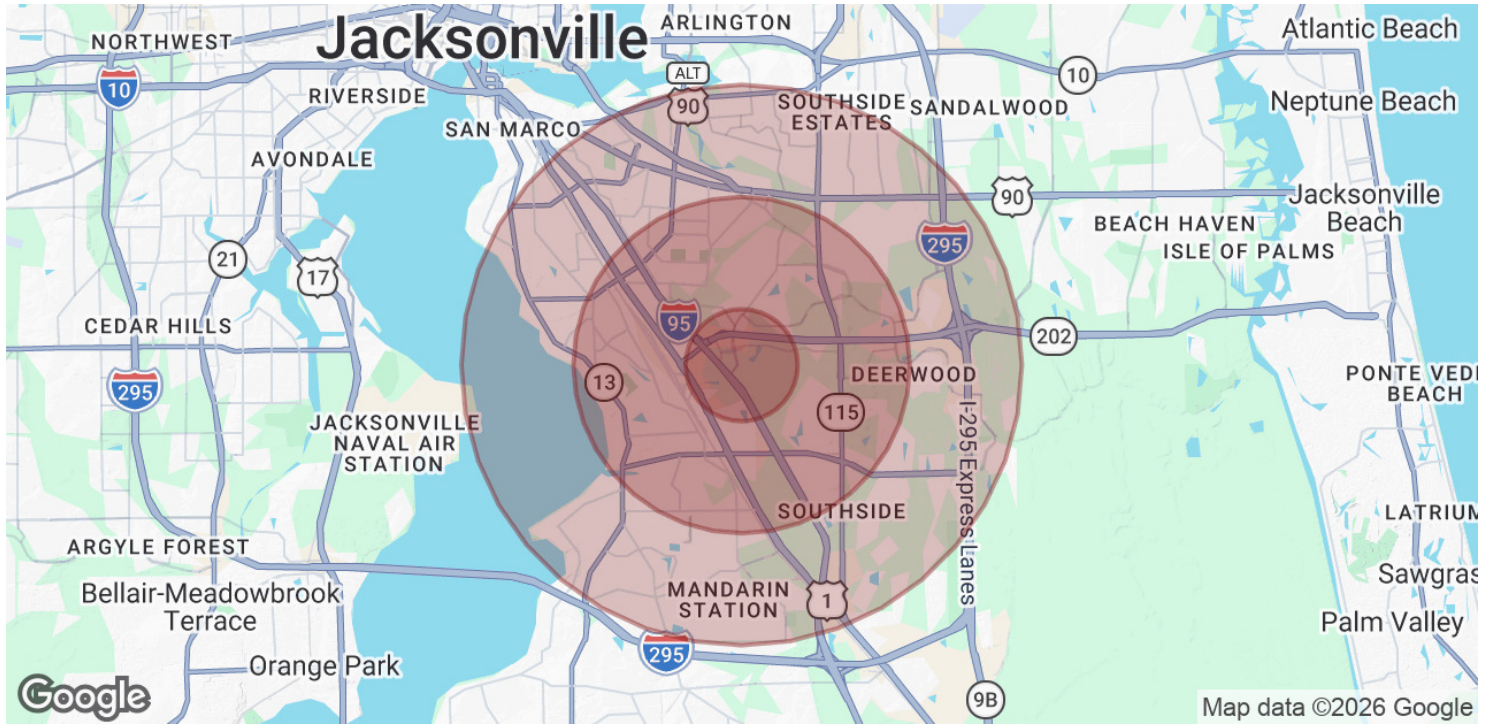 Jacksonville
ARLINGTON
Atlantic Beach
NORTHWEST
10
ALT
90
10
RIVERSIDE
SOUTHSIDE
ESTATES
SANDALWOOD
Neptune Beach
SAN MARCO
AVONDALE
90
Jacksonville
Beach
21
17
295
BEACH HAVEN
ISLE OF PALMS
CEDAR HILLS
95
202
295
13
DEERWOOD
115
PONTE VED
BEACH
JACKSONVILLE
NAVAL AIR
STATION
I-295 Express Lanes
SOUTHSIDE
LATRIUM
ARGYLE FOREST
Bellair-Meadowbrook
Terrace
MANDARIN
STATION
1
Sawgras
Palm Valley
295
Orange Park
9B
Google
Map data ©2026 Google